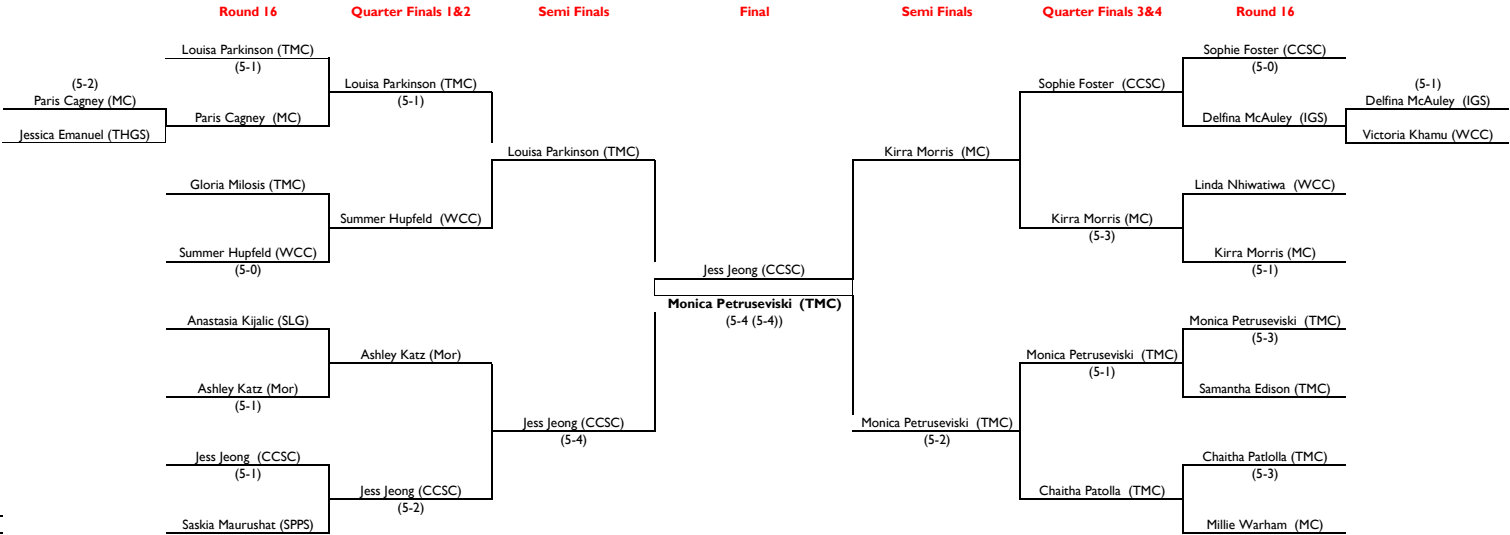 Round 16
Quarter Finals 1&2
Semi Finals
Final
Semi Finals
Quarter Finals 3&4
Round 16
(5-2)
Paris Cagney (MC)
Jessica Emanuel (THGS)
Louisa Parkinson (TMC)
(5-1)
Paris Cagney (MC)
Gloria Milosis (TMC)
Summer Hupfeld (WCC)
(5-0)
Anastasia Kijalic (SLG)
Ashley Katz (Mor)
(5-1)
Jess Jeong (CCSC)
(5-1)
Saskia Maurushat (SPPS)
Louisa Parkinson (TMC)
(5-1)
Summer Hupfeld (WCC)
Ashley Katz (Mor)
Jess Jeong (CCSC)
(5-2)
Louisa Parkinson (TMC)
Jess Jeong (CCSC)
(5-4)
Jess Jeong (CCSC)
Monica Petruseviski (TMC)
(5-4 (5-4))
Kirra Morris (MC)
Monica Petruseviski (TMC)
(5-2)
Sophie Foster (CCSC)
Kirra Morris (MC)
(5-3)
Monica Petruseviski (TMC)
(5-1)
Chaitha Patolla (TMC)
Sophie Foster (CCSC)
(5-0)
Delfina McAuley (IGS)
Linda Nhiwatiwa (WCC)
Kirra Morris (MC)
(5-1)
Monica Petruseviski (TMC)
(5-3)
Samantha Edison (TMC)
Chaitha Patlolla (TMC)
(5-3)
Millie Warham (MC)
(5-1)
Delfina McAuley (IGS)
Victoria Khamu (WCC)